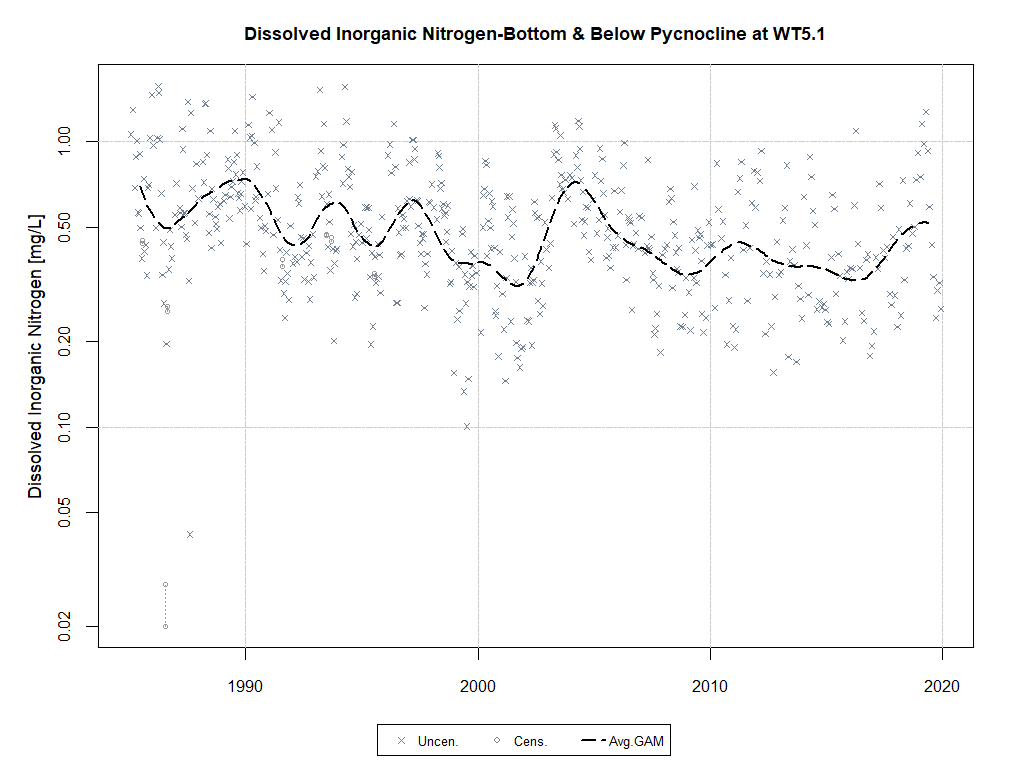 Dissolved Inorganic Nitrogen-Bottom & Below Pycnocline at WT5.1
Dissolved Inorganic Nitrogen [mg/L]
1.00
0.50
0.20
0.10
0.05
0.02
1990 2000 2010 2020
Uncen. Cens. Avg.GAM